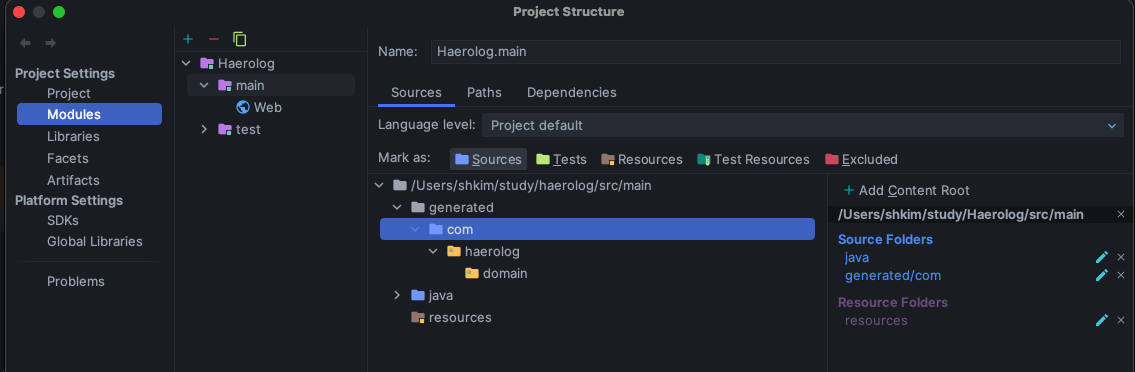 Project Structure
Project Settings
Project
Modules
Libraries
Facets
Artifacts
Platform Settings
SDKs
Global Libraries
Problems
Haerolog
main
Web
test
Name: Haerolog.main
Sources Paths Dependencies
Language level: Project default
Mark as: Sources Tests Resources Test Resources Excluded
/Users/shkim/study/haerolog/src/main
generated
com
haerolog
domain
java
resources
+ Add Content Root
/Users/shkim/study/Haerolog/src/main
Source Folders
java
generated/com
Resource Folders
resources